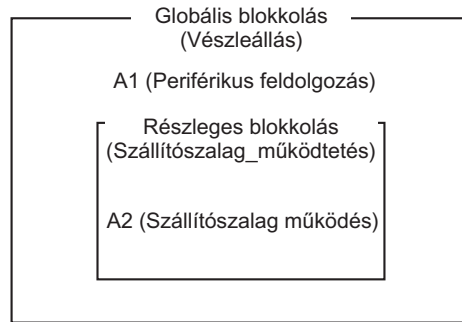 Globális blokkolás
(Vészleállás)
A1 (Periférikus feldolgozás)
Részleges blokkolás
(Szállítószalag_működtetés)
A2 (Szállítószalag működés)